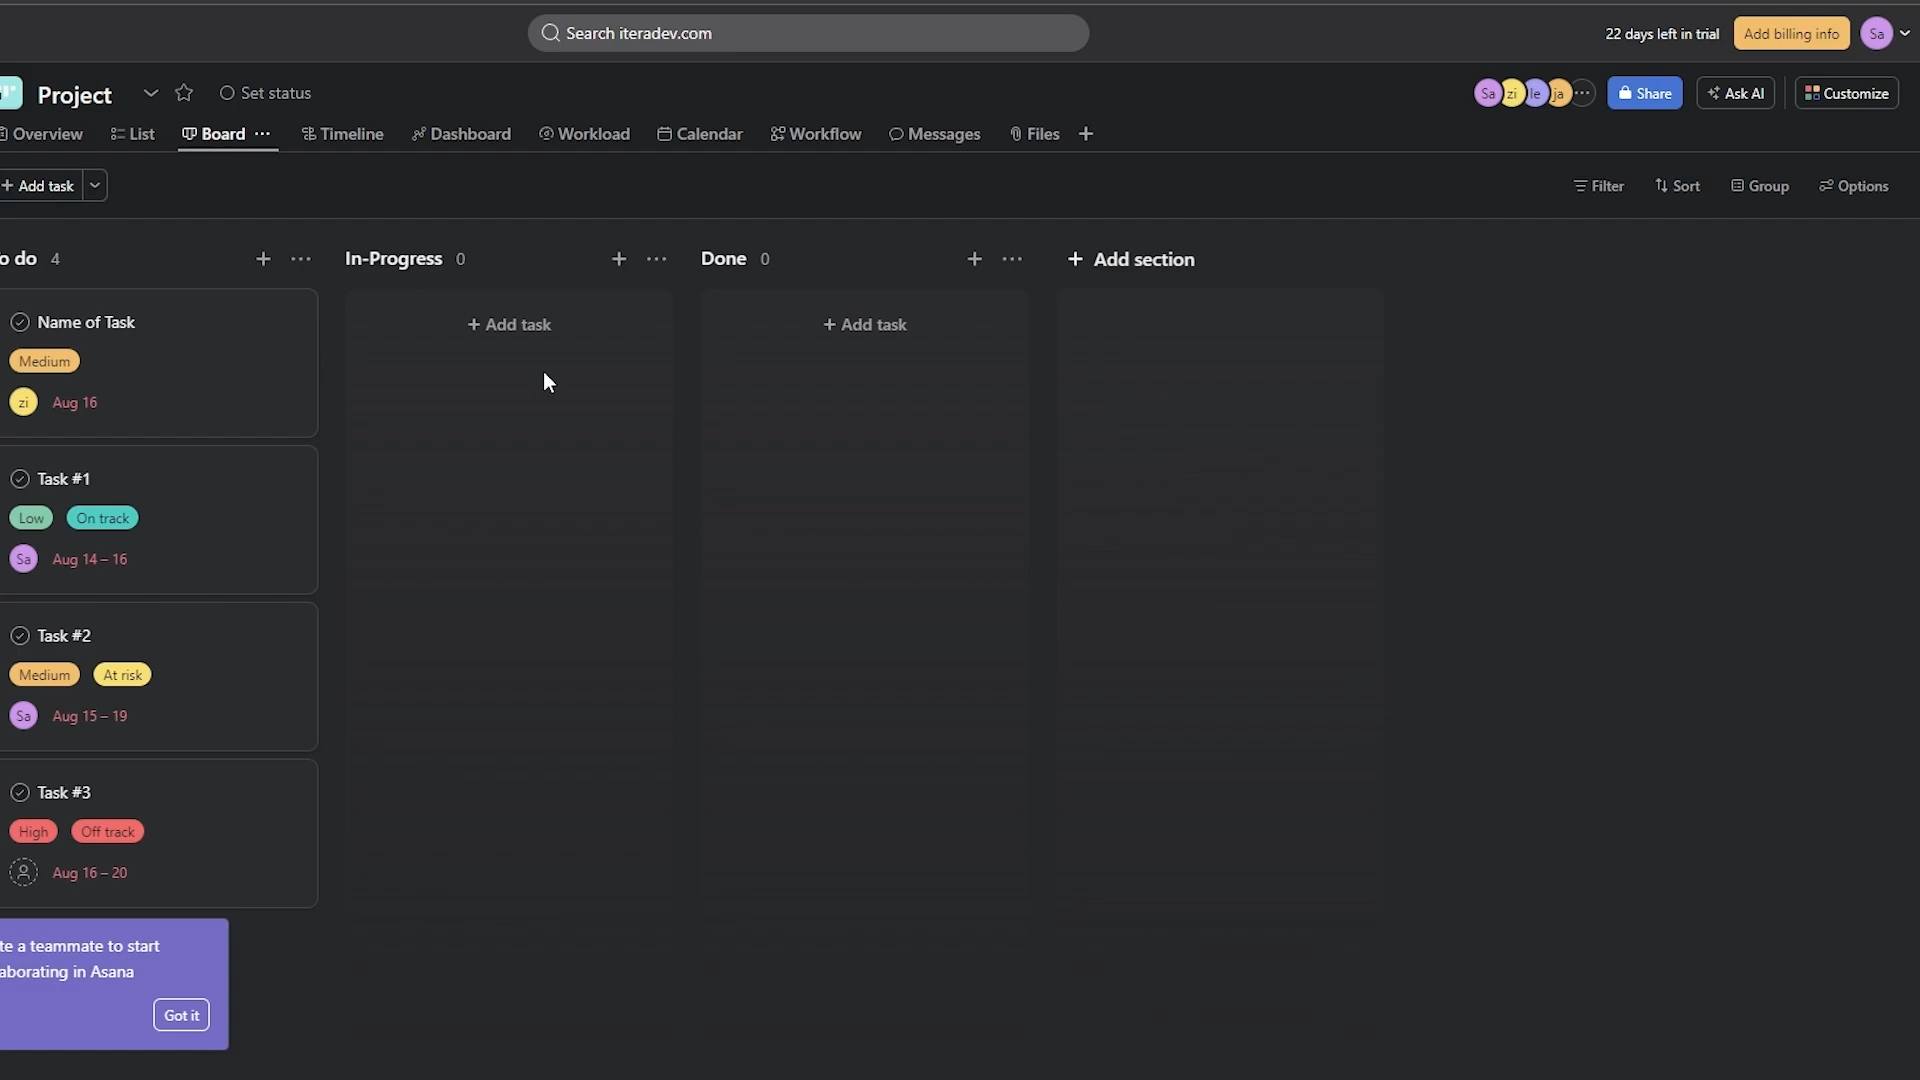 Search iteradev.com
22 days left in trial
Add billing info
Sa
Project
Set status
Sa
zi
le
ja
Share
Ask AI
Customize
Overview
List
Board
Timeline
Dashboard
Workload
Calendar
Workflow
Messages
Files
+ Add task
Filter
Sort
Group
Options
o do 4
In-Progress 0
Done 0
+ Add section
Name of Task
Medium
zi
Aug 16
+ Add task
+ Add task
Task #1
Low
On track
Sa
Aug 14 – 16
Task #2
Medium
At risk
Sa
Aug 15 – 19
Task #3
High
Off track
Aug 16 – 20
te a teammate to start
aborating in Asana
Got it